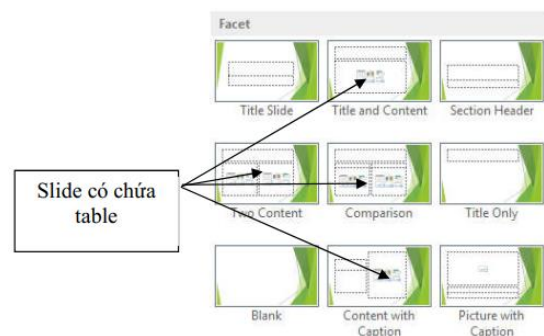 Facet
Title Slide
Title and Content
Section Header
Slide có chứa
table
Two Content
Comparison
Title Only
Blank
Content with
Caption
Picture with
Caption